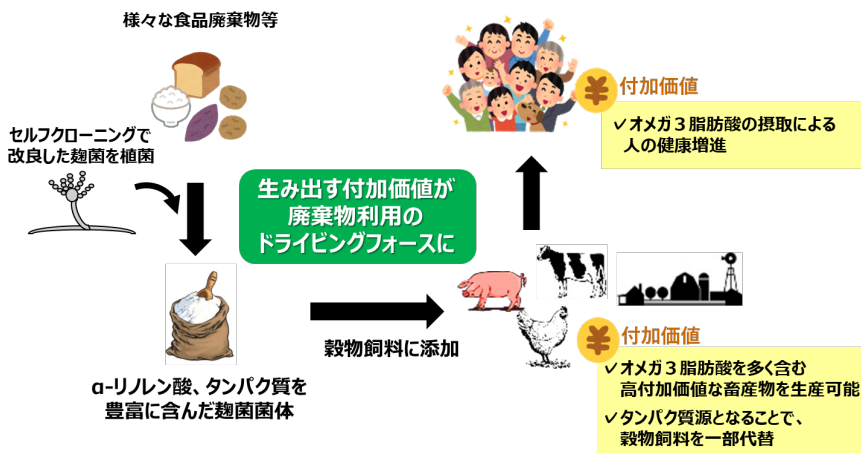 様々な食品廃棄物等
セルフクローニングで
改良した麹菌を植菌
生み出す付加価値が
廃棄物利用の
ドライビングフォースに
α-リノレン酸、タンパク質を
豊富に含んだ麹菌菌体
穀物飼料に添加
¥ 付加価値
✓オメガ３脂肪酸を多く含む
高付加価値な畜産物を生産可能
✓タンパク質源となることで、
穀物飼料を一部代替
¥ 付加価値
✓オメガ３脂肪酸の摂取による
人の健康増進